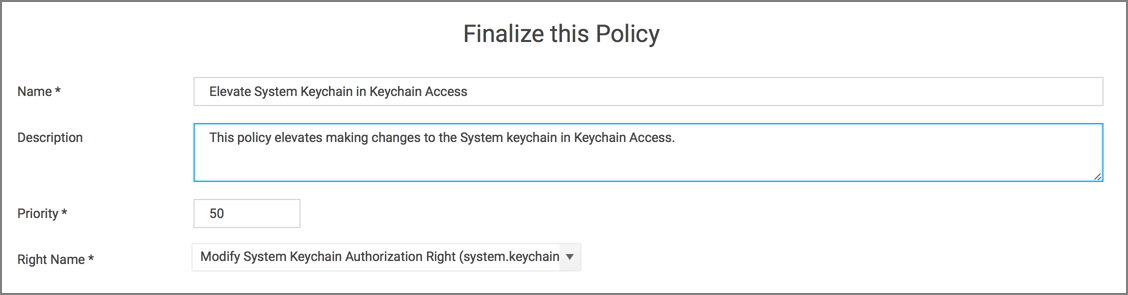 Finalize this Policy
Name * Elevate System Keychain in Keychain Access
Description This policy elevates making changes to the System keychain in Keychain Access.
Priority * 50
Right Name * Modify System Keychain Authorization Right (system.keychain